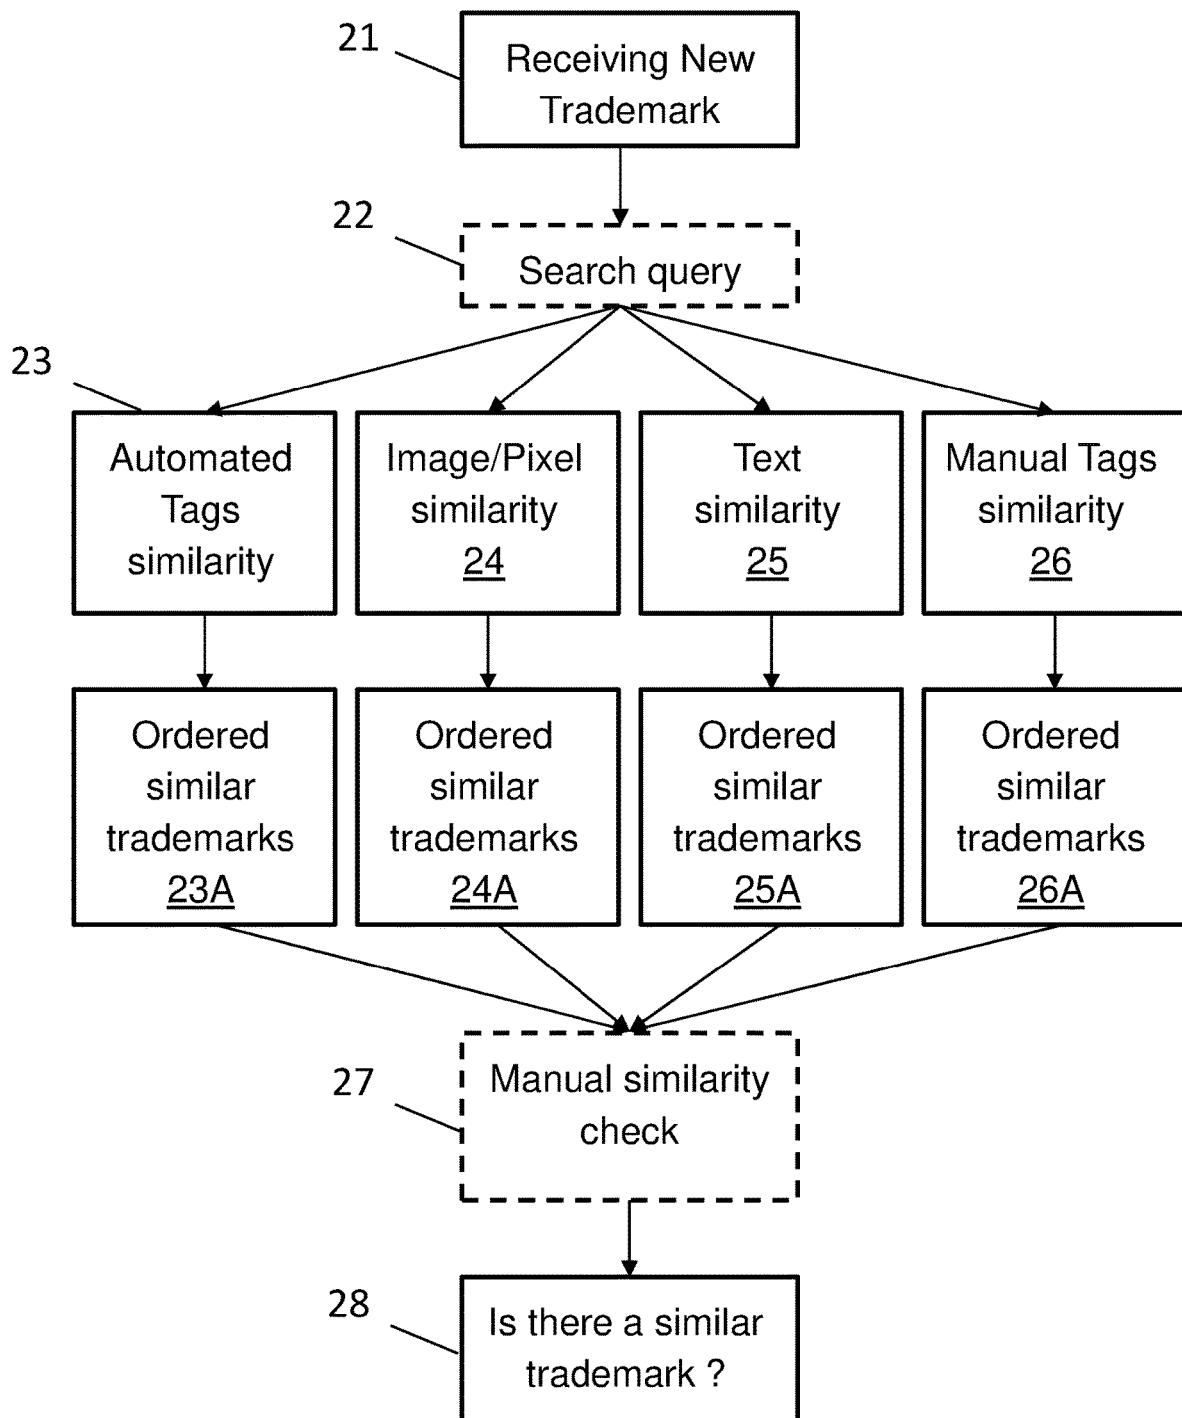 21
Receiving New
Trademark
22
Search query
23
Automated
Tags
similarity
Image/Pixel
similarity
24
Text
similarity
25
Manual Tags
similarity
26
Ordered
similar
trademarks
23A
Ordered
similar
trademarks
24A
Ordered
similar
trademarks
25A
Ordered
similar
trademarks
26A
27
Manual similarity
check
28
Is there a similar
trademark ?